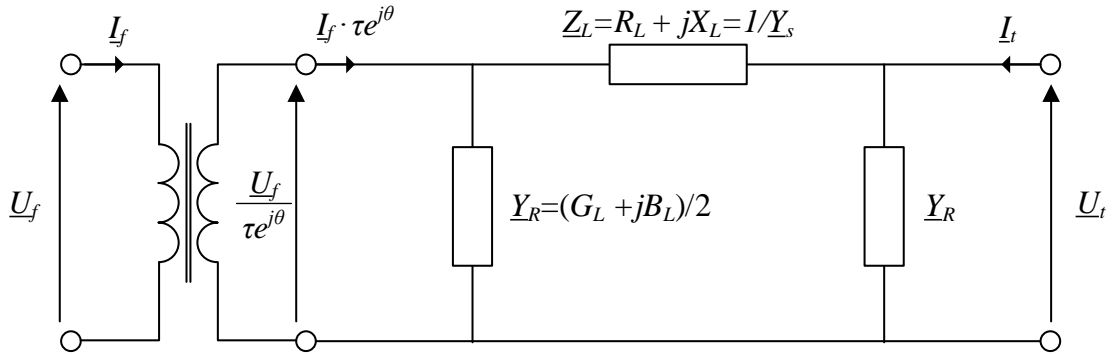 I_f
I_f · τe^{jθ}
Z_L=R_L + jX_L=1/Y_s
I_t
U_f
U_f
τe^{jθ}
Y_R=(G_L +jB_L)/2
Y_R
U_t